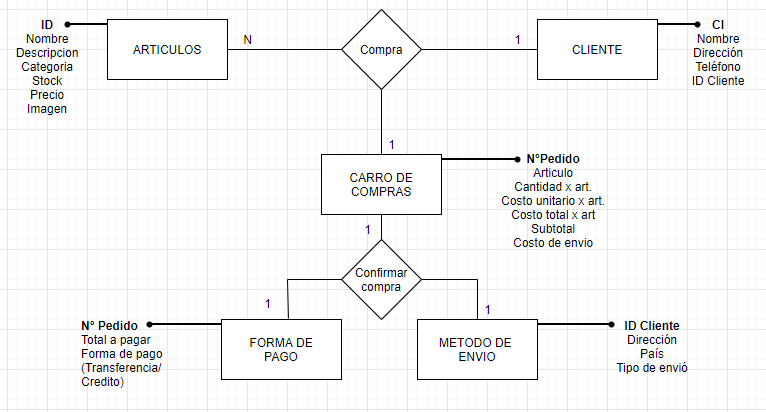 ID
Nombre
Descripcion
Categoria
Stock
Precio
Imagen
ARTICULOS
N
Compra
1
CLIENTE
CI
Nombre
Dirección
Teléfono
ID Cliente
1
CARRO DE
COMPRAS
N°Pedido
Articulo
Cantidad x art.
Costo unitario x art.
Costo total x art
Subtotal
Costo de envio
1
Confirmar
compra
1
1
N° Pedido
Total a pagar
Forma de pago
(Transferencia/
Credito)
FORMA DE
PAGO
METODO DE
ENVIO
ID Cliente
Dirección
País
Tipo de envió